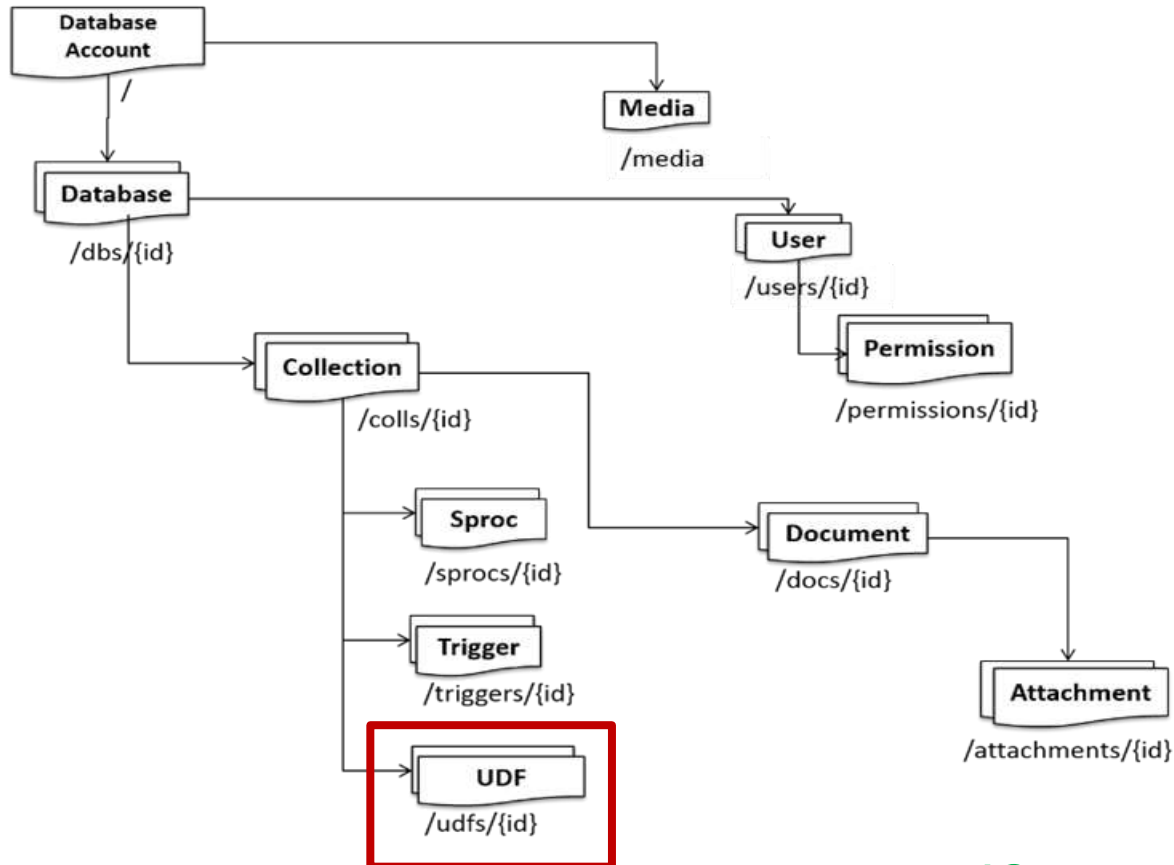 Database
Account
/
Media
/media
Database
/dbs/{id}
User
/users/{id}
Permission
/permissions/{id}
Collection
/colls/{id}
Sproc
/sprocs/{id}
Document
/docs/{id}
Trigger
/triggers/{id}
Attachment
/attachments/{id}
UDF
/udfs/{id}